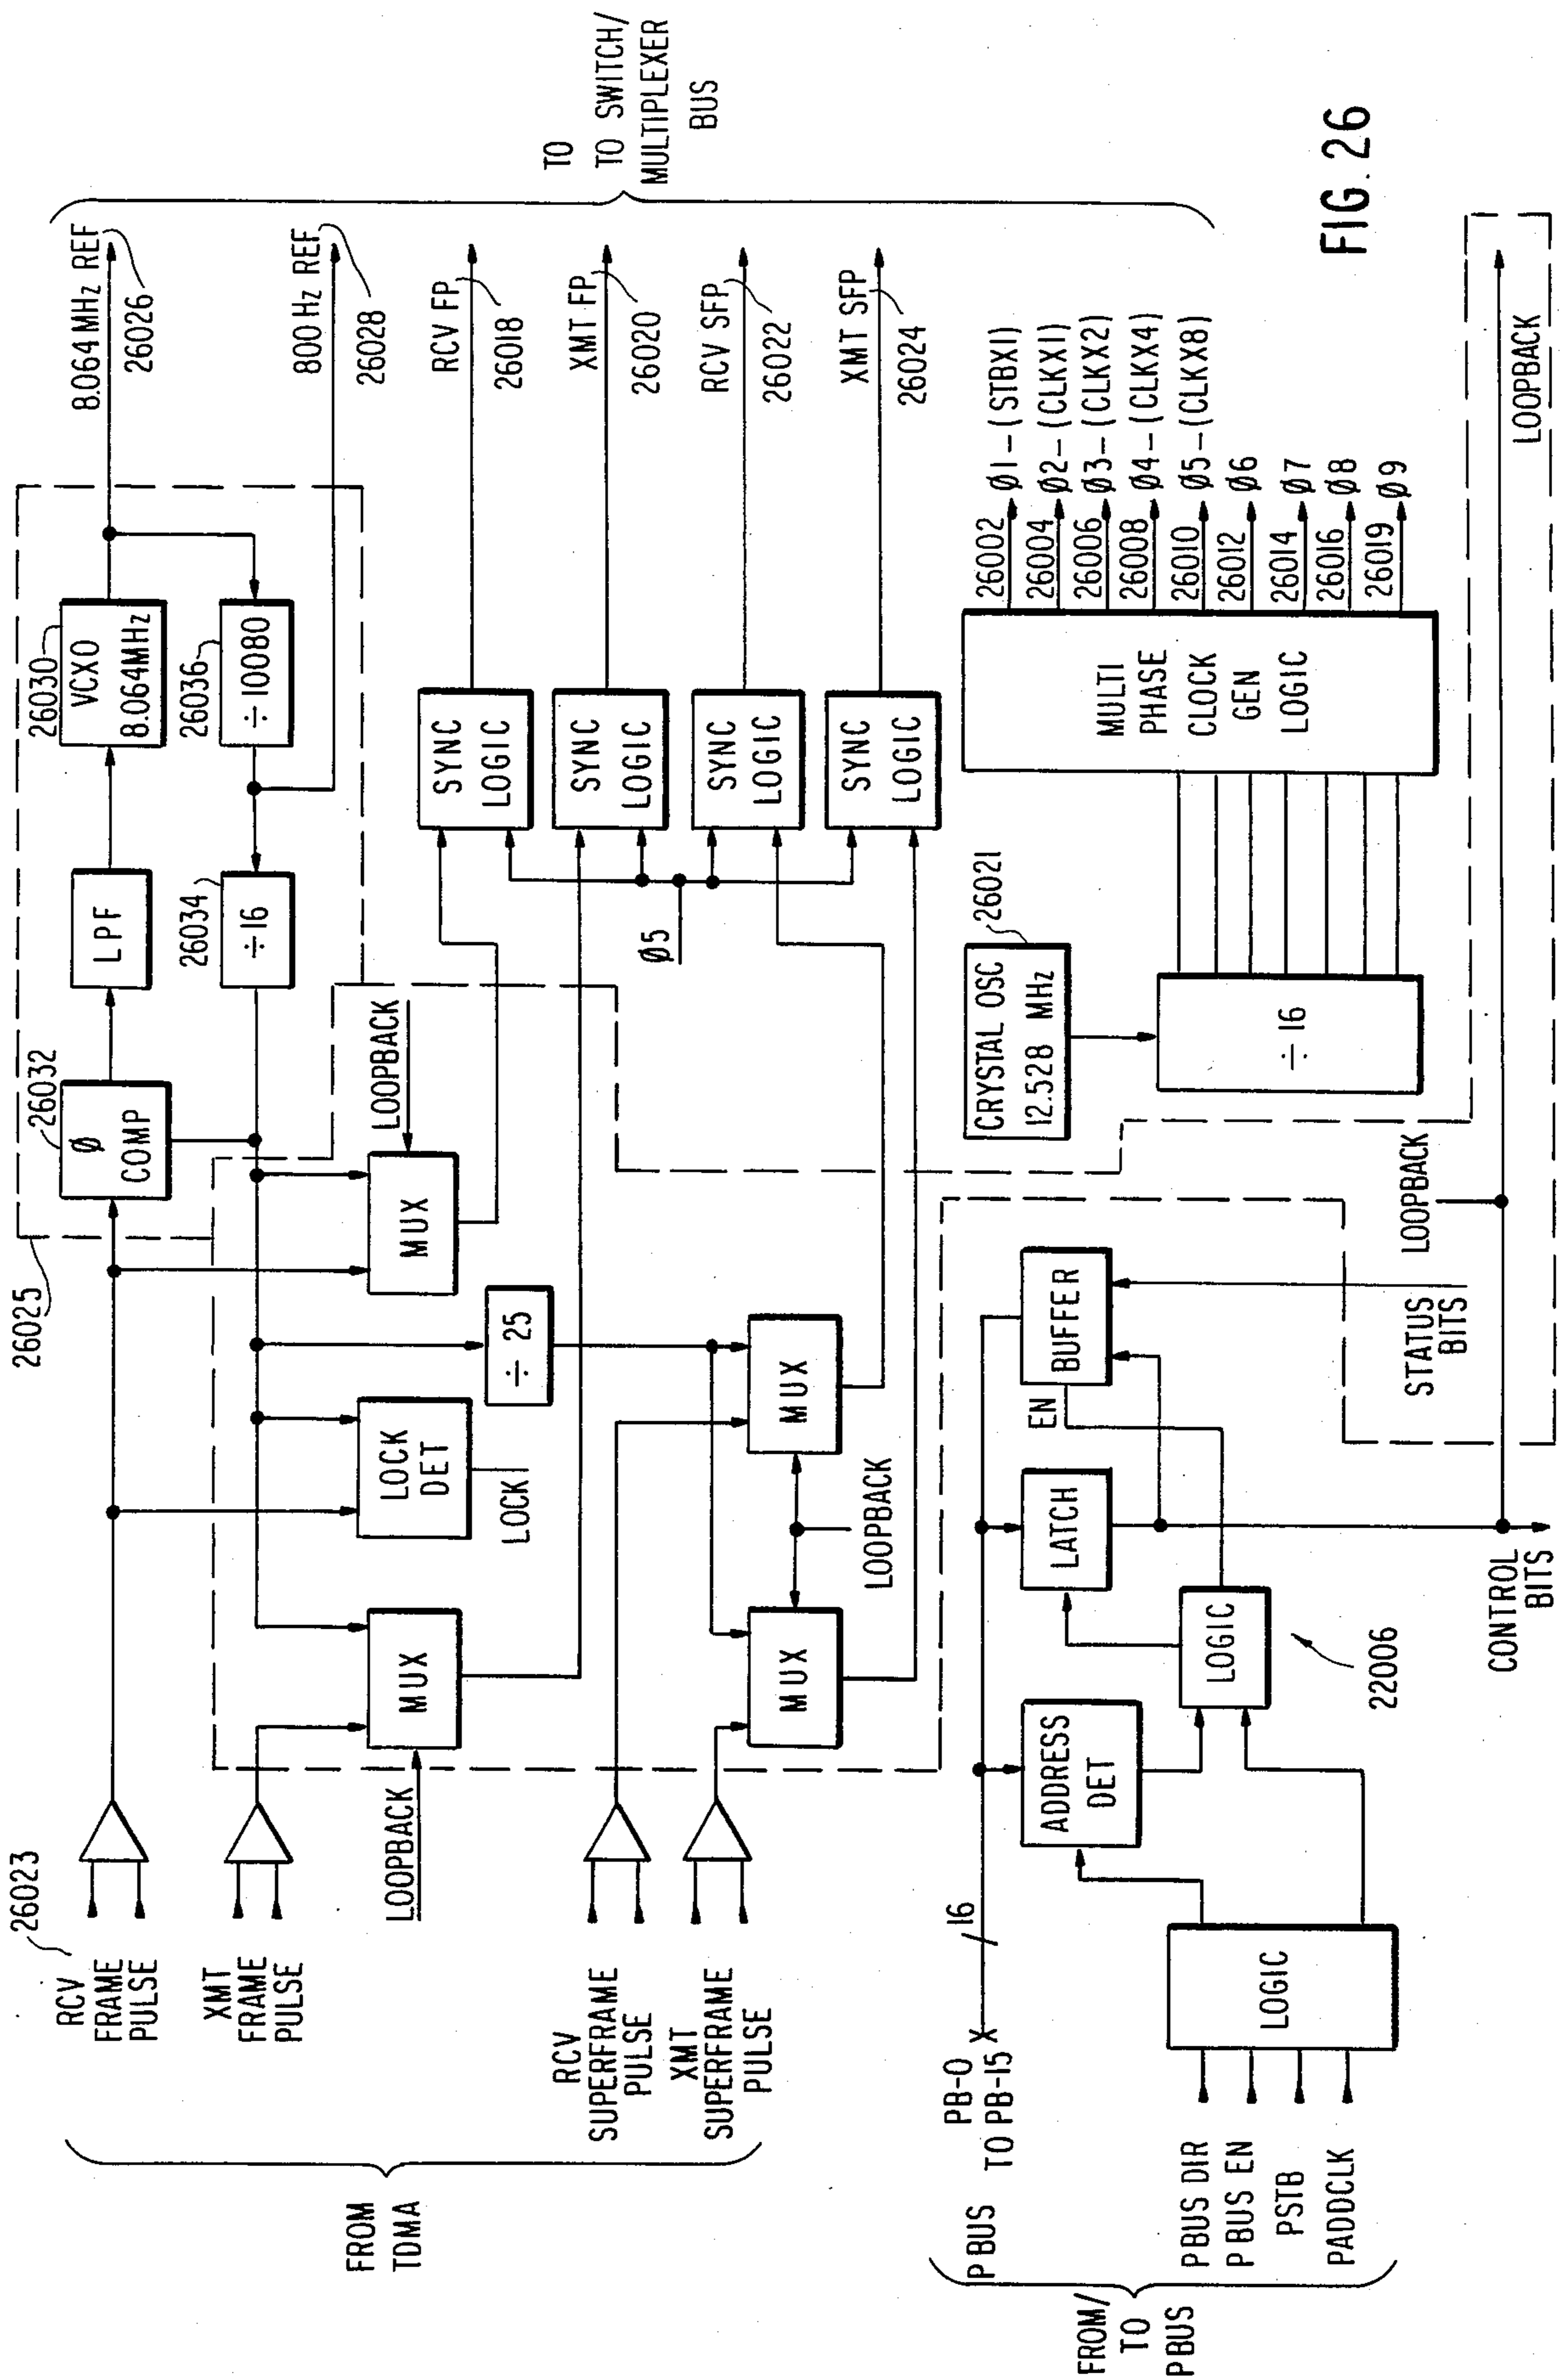 26023
RCV
FRAME
PULSE
XMT
FRAME
PULSE
RCV
SUPERFRAME
PULSE
XMT
SUPERFRAME
PULSE
FROM
TDMA
26025
26032
Ø
COMP
LPF
26030
VCXO
8.064MHz
26036
÷ 10080
26034
÷16
8.064 MHz REF
26026
800 Hz REF
26028
LOOPBACK
MUX
LOOPBACK
MUX
LOCK
DET
LOCK
÷ 25
MUX
MUX
LOOPBACK
Ø5
SYNC
LOGIC
SYNC
LOGIC
SYNC
LOGIC
SYNC
LOGIC
RCV FP
26018
XMT FP
26020
RCV SFP
26022
XMT SFP
26024
TO
TO SWITCH/
MULTIPLEXER
BUS
26021
CRYSTAL OSC
12.528 MHz
÷ 16
MULTI
PHASE
CLOCK
GEN
LOGIC
26002 Ø1-(STBX1)
26004 Ø2-(CLKX1)
26006 Ø3-(CLKX2)
26008 Ø4-(CLKX4)
26010 Ø5-(CLKX8)
26012 Ø6
26014 Ø7
26016 Ø8
26019 Ø9
FROM/
TO
PBUS
P BUS
PB-0
TO PB-15
X
16
PBUS DIR
PBUS EN
PSTB
PADDCLK
LOGIC
ADDRESS
DET
LOGIC
22006
LATCH
EN
BUFFER
STATUS
BITS
CONTROL
BITS
LOOPBACK
LOOPBACK
FIG. 26